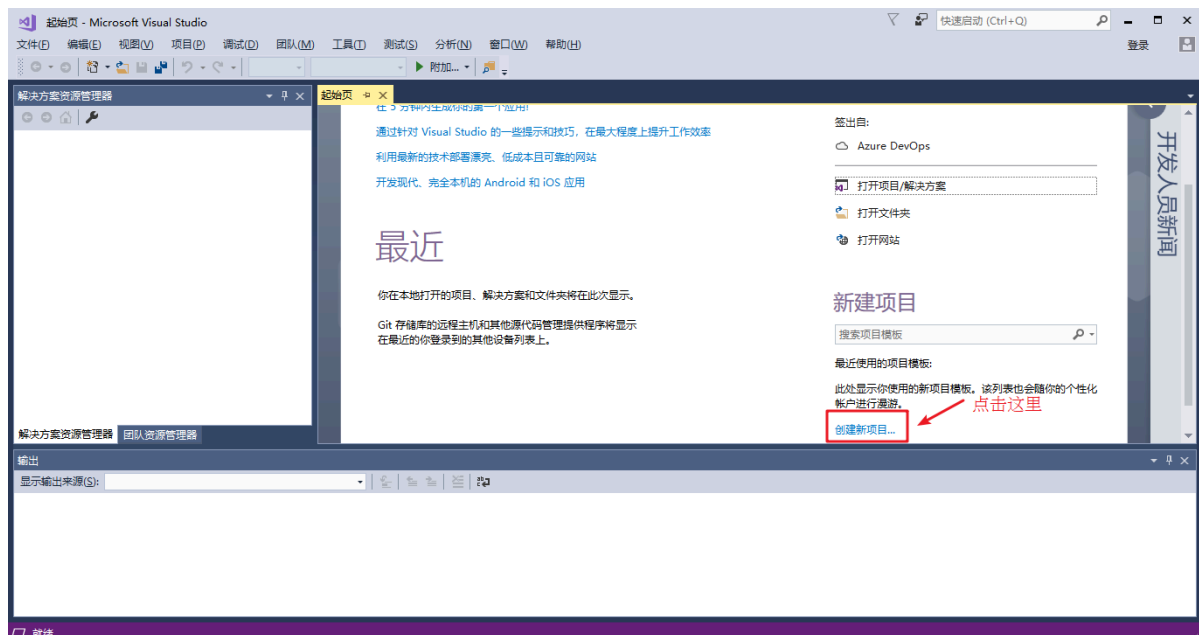 起始页 - Microsoft Visual Studio
快速启动 (Ctrl+Q)
文件(F) 编辑(E) 视图(V) 项目(P) 调试(D) 团队(M) 工具(T) 测试(S) 分析(N) 窗口(W) 帮助(H)
登录
附加...
解决方案资源管理器
起始页
在 5 分钟内生成你的第一个应用!
通过针对 Visual Studio 的一些提示和技巧，在最大程度上提升工作效率
利用最新的技术部署漂亮、低成本且可靠的网站
开发现代、完全本机的 Android 和 iOS 应用
最近
你在本地打开的项目、解决方案和文件夹将在此次显示。
Git 存储库的远程主机和其他源代码管理提供程序将显示
在最近的你登录到的其他设备列表上。
签出自:
Azure DevOps
打开项目/解决方案
打开文件夹
打开网站
新建项目
搜索项目模板
最近使用的项目模板:
此处显示你使用的新项目模板。该列表也会随你的个性化
帐户进行漫游。
点击这里
创建新项目...
开发人员新闻
解决方案资源管理器 团队资源管理器
输出
显示输出来源(S):
就绪